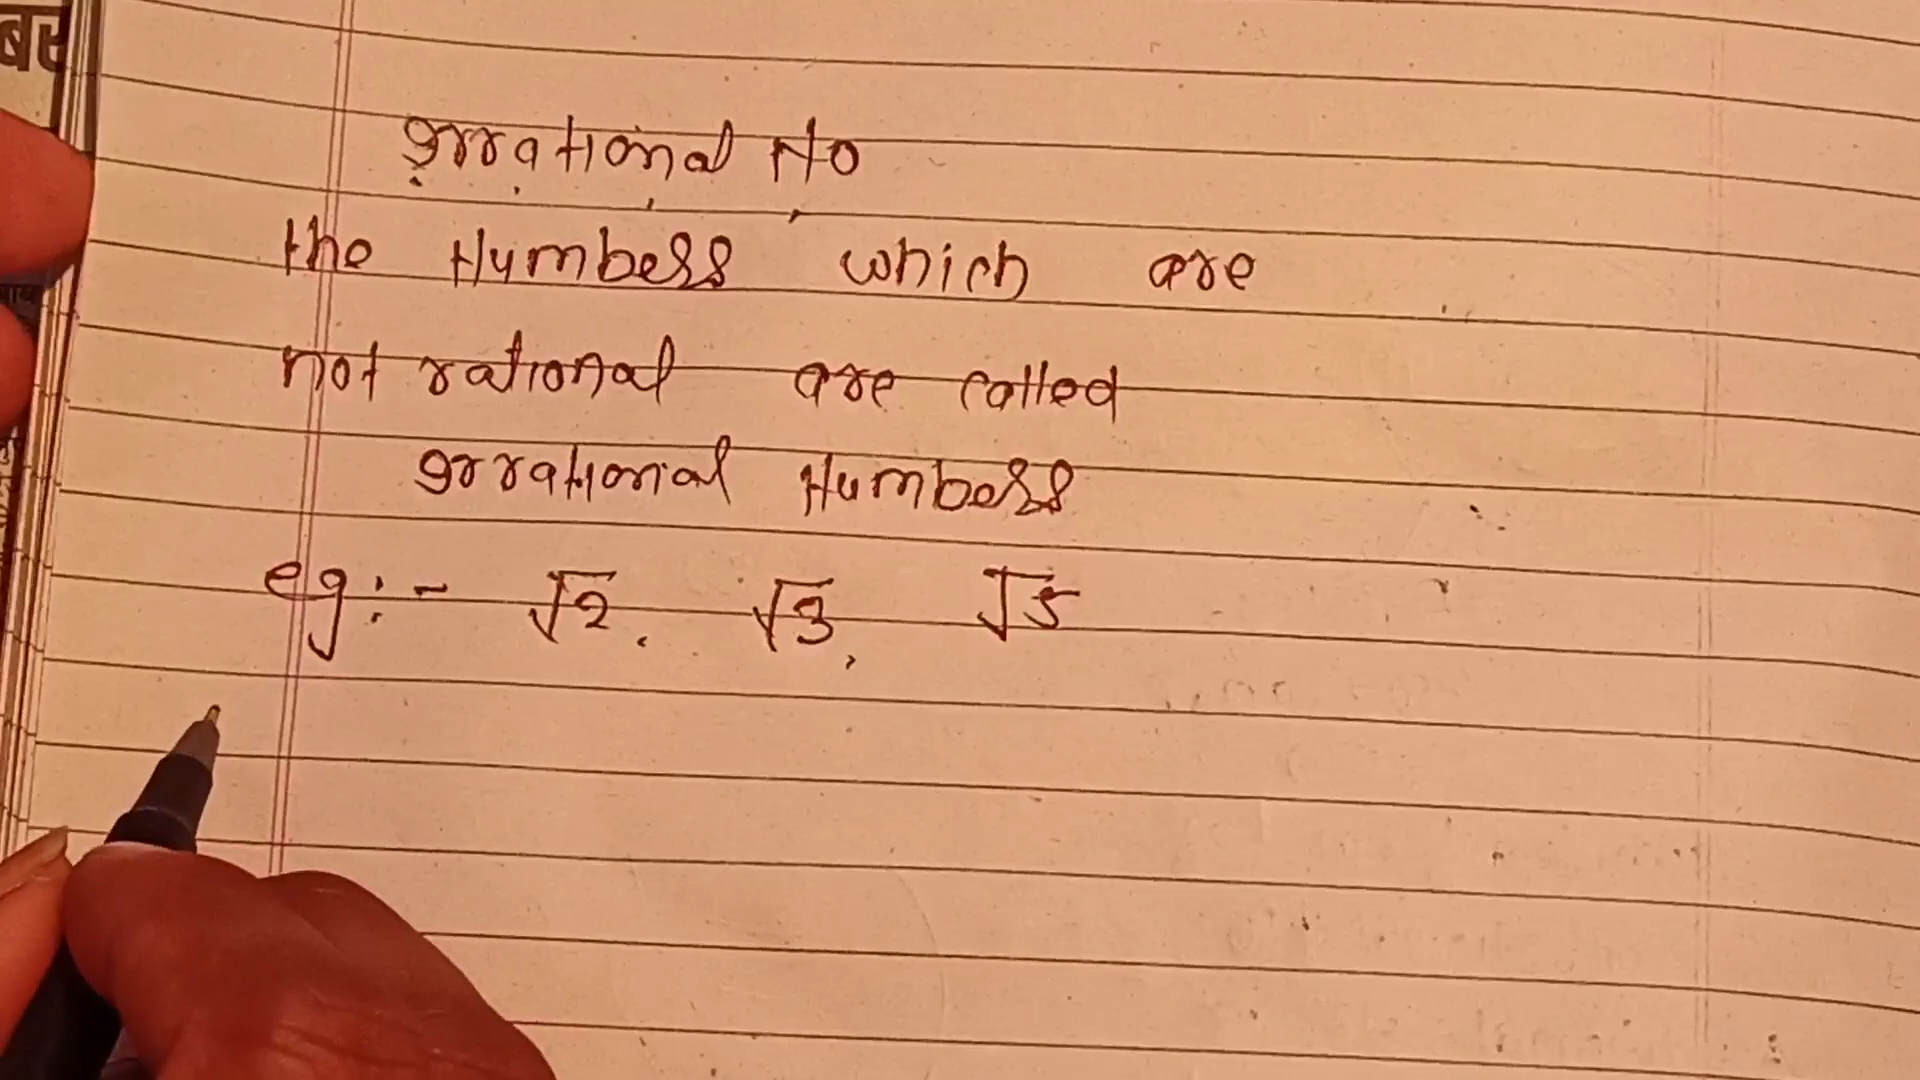 Irrational No
the Numbers which are
not rational are called
Irrational Numbers
eg:- √2, √3, √5